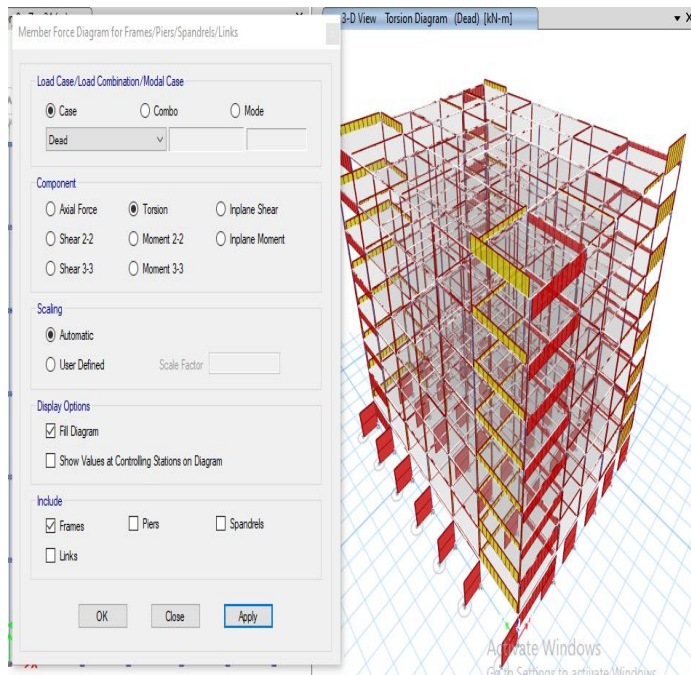 Member Force Diagram for Frames/Piers/Spandrels/Links
3-D View Torsion Diagram (Dead) [kN-m]
Load Case/Load Combination/Modal Case
Case Combo Mode
Dead
Component
Axial Force Torsion Inplane Shear
Shear 2-2 Moment 2-2 Inplane Moment
Shear 3-3 Moment 3-3
Scaling
Automatic
User Defined Scale Factor
Display Options
Fill Diagram
Show Values at Controlling Stations on Diagram
Include
Frames Piers Spandrels
Links
OK Close Apply
Activate Windows
Go to Settings to activate Windows.